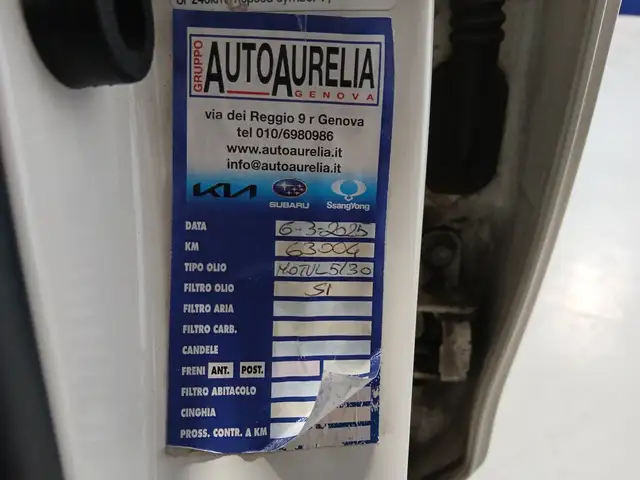 GRUPPO
AUTOAURELIA
GENOVA
via dei Reggio 9 r Genova
tel 010/6980986
www.autoaurelia.it
info@autoaurelia.it
KIA SUBARU SsangYong
DATA 6-3-2025
KM 63004
TIPO OLIO MOTUL 5/30
FILTRO OLIO SI
FILTRO ARIA
FILTRO CARB.
CANDELE
FRENI ANT. POST.
FILTRO ABITACOLO
CINGHIA
PROSS. CONTR. A KM